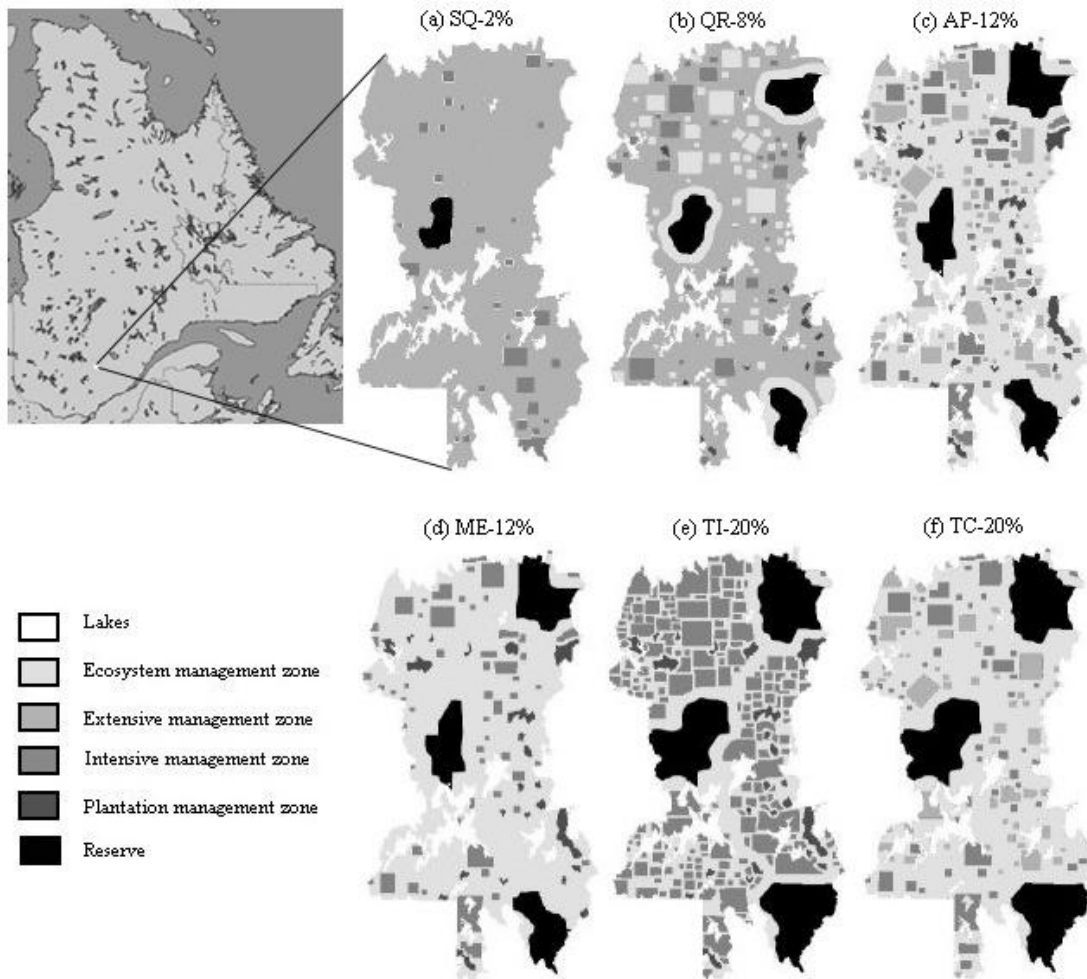 (a) SQ-2%
(b) QR-8%
(c) AP-12%
(d) ME-12%
(e) TI-20%
(f) TC-20%
Lakes
Ecosystem management zone
Extensive management zone
Intensive management zone
Plantation management zone
Reserve